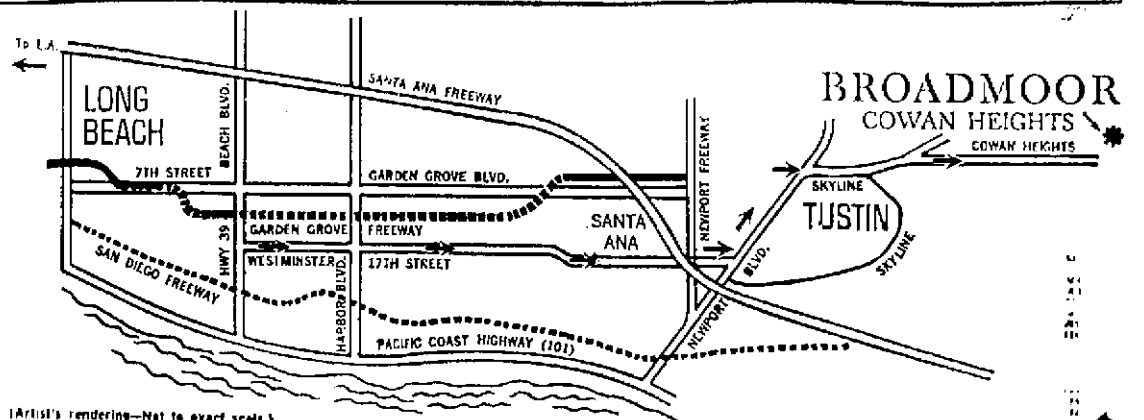 To L.A.
LONG
BEACH
BEACH BLVD.
SANTA ANA FREEWAY
BROADMOOR
COWAN HEIGHTS
COWAN HEIGHTS
7TH STREET
GARDEN GROVE BLVD.
NEWPORT FREEWAY
SKYLINE
TUSTIN
SKYLINE
HWY 39
GARDEN GROVE FREEWAY
SANTA
ANA
WESTMINSTER
17TH STREET
BLVD.
NEWPORT
SAN DIEGO FREEWAY
HARBOR BLVD.
PACIFIC COAST HIGHWAY (101)
(Artist's rendering—Not to exact scale.)